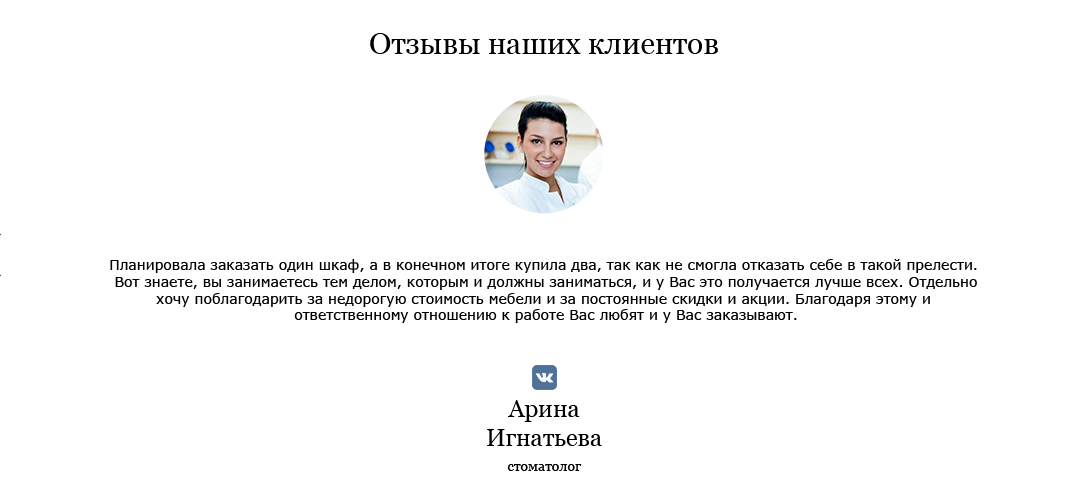 Отзывы наших клиентов
Планировала заказать один шкаф, а в конечном итоге купила два, так как не смогла отказать себе в такой прелести.
Вот знаете, вы занимаетесь тем делом, которым и должны заниматься, и у Вас это получается лучше всех. Отдельно
хочу поблагодарить за недорогую стоимость мебели и за постоянные скидки и акции. Благодаря этому и
ответственному отношению к работе Вас любят и у Вас заказывают.
Арина
Игнатьева
стоматолог